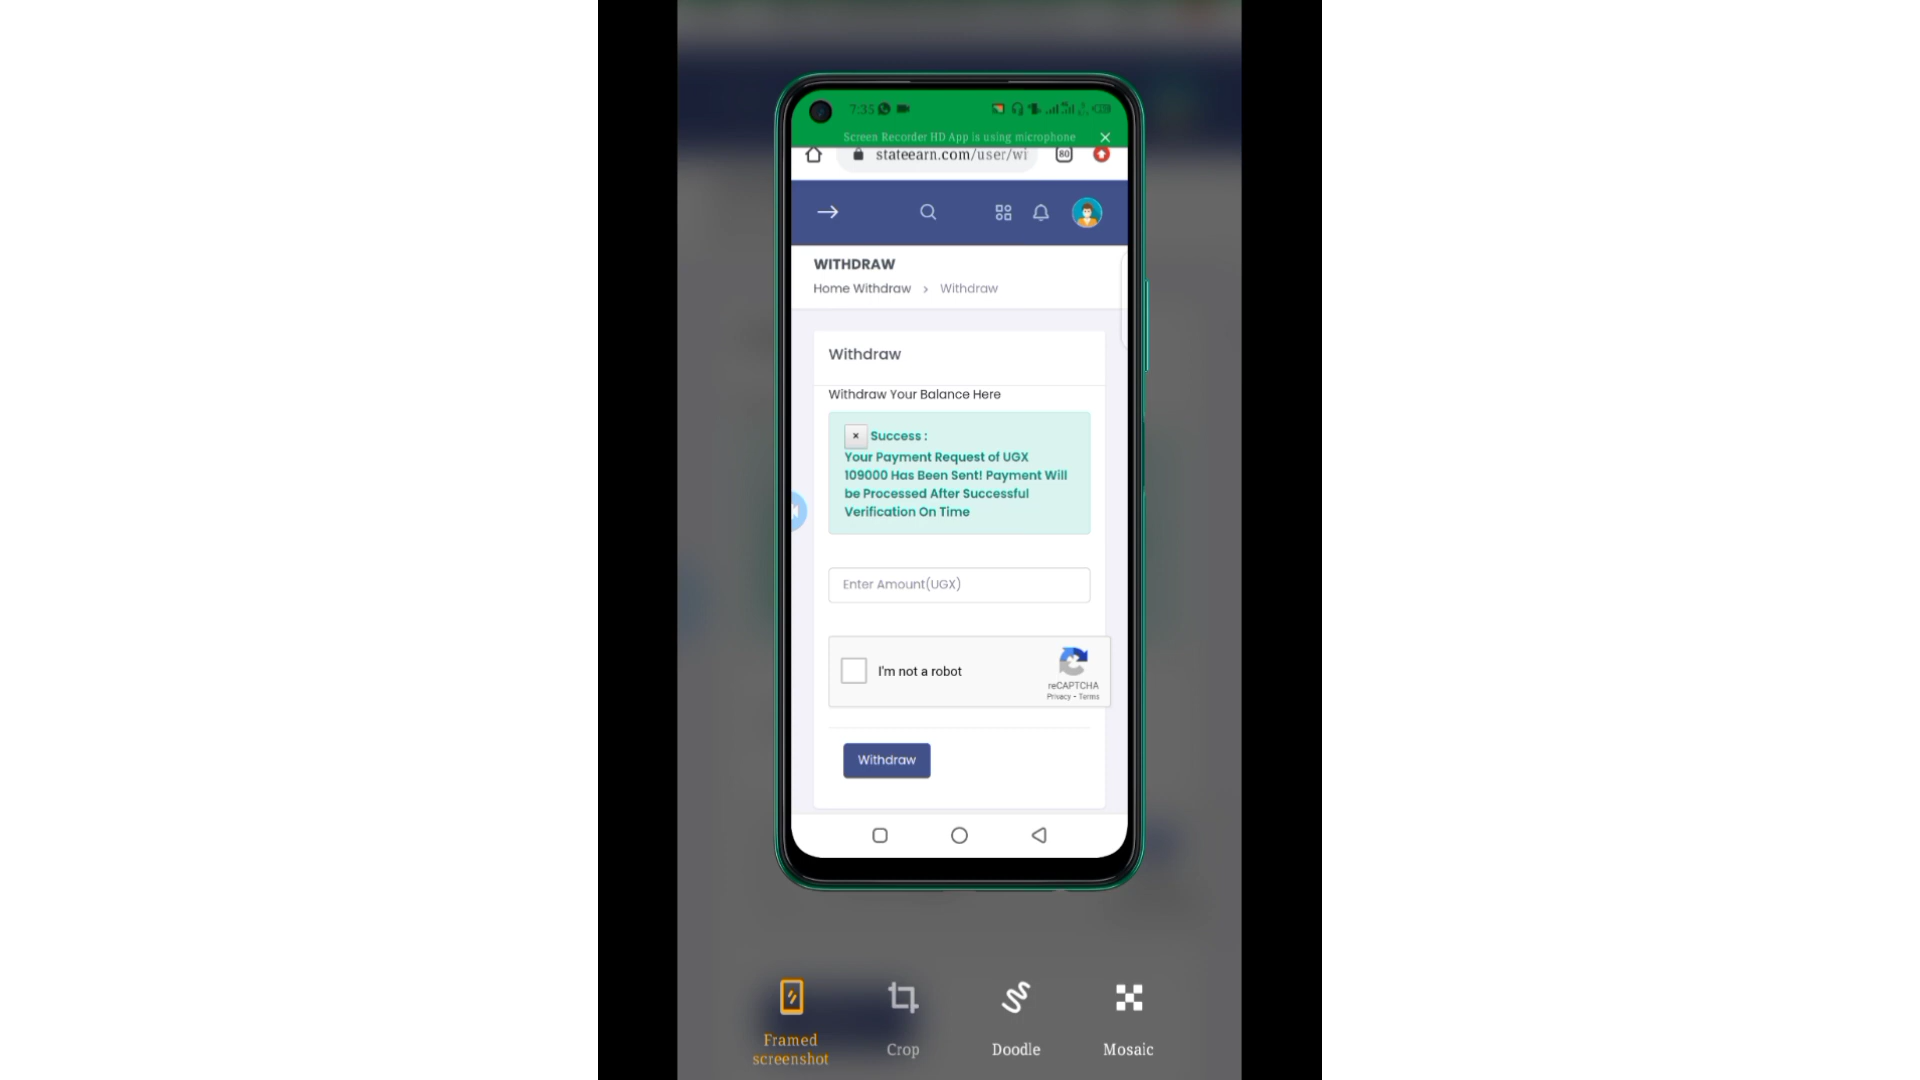 7:35
Screen Recorder HD App is using microphone
stateearn.com/user/wi
80
WITHDRAW
Home Withdraw > Withdraw
Withdraw
Withdraw Your Balance Here
× Success :
Your Payment Request of UGX
109000 Has Been Sent! Payment Will
be Processed After Successful
Verification On Time
Enter Amount(UGX)
I'm not a robot
reCAPTCHA
Privacy - Terms
Withdraw
Framed
screenshot
Crop
Doodle
Mosaic